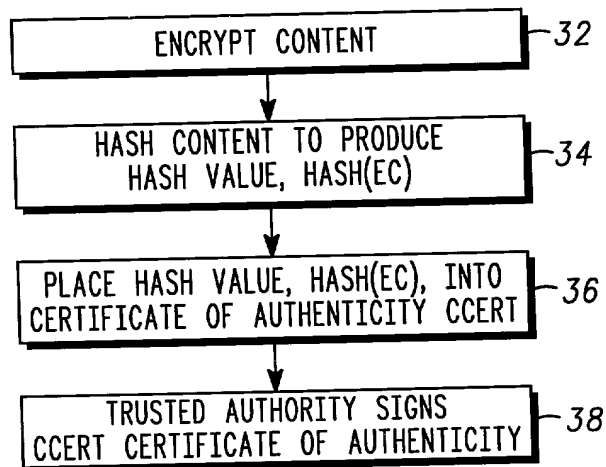 ENCRYPT CONTENT
32
HASH CONTENT TO PRODUCE
HASH VALUE, HASH(EC)
34
PLACE HASH VALUE, HASH(EC), INTO
CERTIFICATE OF AUTHENTICITY CCERT
36
TRUSTED AUTHORITY SIGNS
CCERT CERTIFICATE OF AUTHENTICITY
38